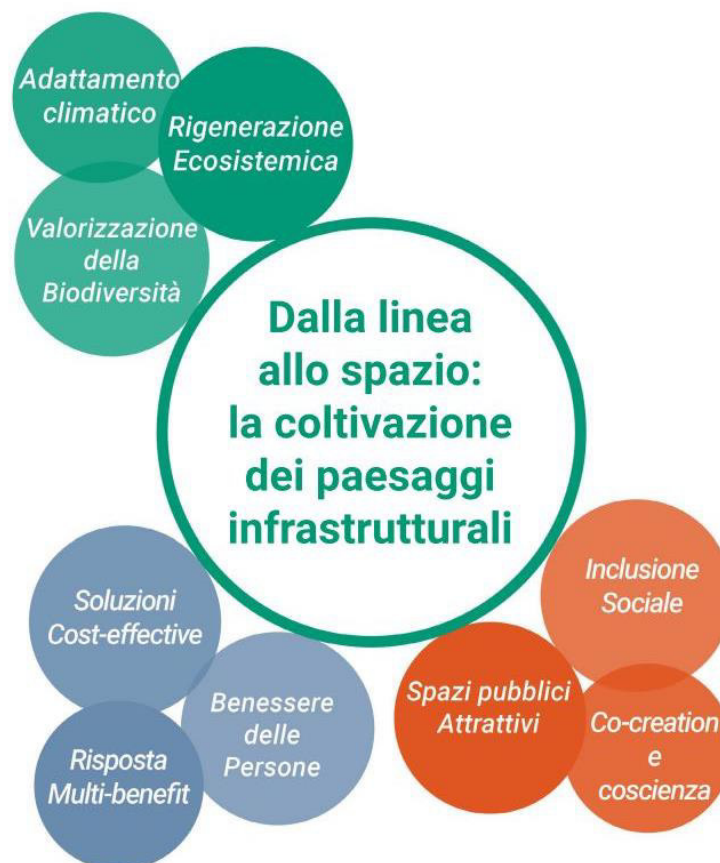 Adattamento
climatico
Rigenerazione
Ecosistemica
Valorizzazione
della
Biodiversità
Dalla linea
allo spazio:
la coltivazione
dei paesaggi
infrastrutturali
Soluzioni
Cost-effective
Benessere
delle
Persone
Risposta
Multi-benefit
Spazi pubblici
Attrattivi
Inclusione
Sociale
Co-creation
e
coscienza